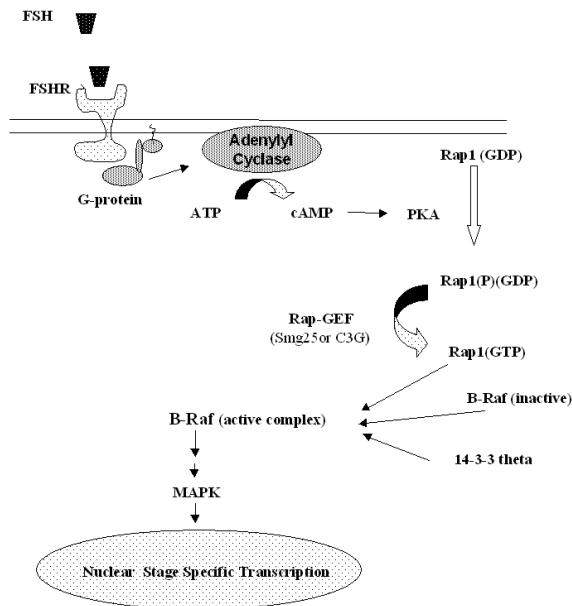 FSH
FSHR
Adenylyl
Cyclase
Rap1 (GDP)
G-protein
ATP
cAMP
PKA
Rap1(P)(GDP)
Rap-GEF
(Smg25or C3G)
Rap1(GTP)
B-Raf (inactive)
B-Raf (active complex)
14-3-3 theta
MAPK
Nuclear Stage Specific Transcription